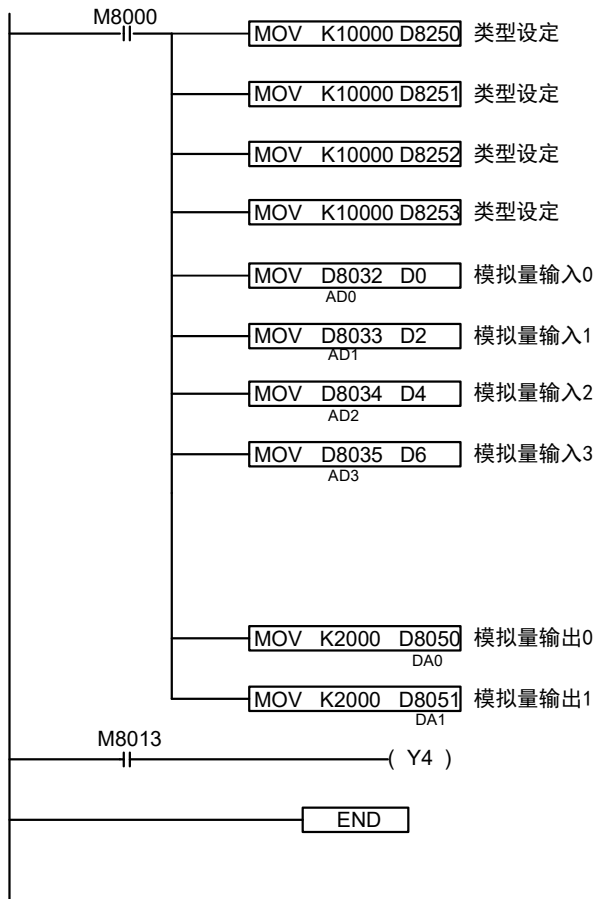 M8000
MOV K10000 D8250 类型设定
MOV K10000 D8251 类型设定
MOV K10000 D8252 类型设定
MOV K10000 D8253 类型设定
MOV D8032 D0 模拟量输入0
AD0
MOV D8033 D2 模拟量输入1
AD1
MOV D8034 D4 模拟量输入2
AD2
MOV D8035 D6 模拟量输入3
AD3
MOV K2000 D8050 模拟量输出0
DA0
MOV K2000 D8051 模拟量输出1
DA1
M8013
( Y4 )
END